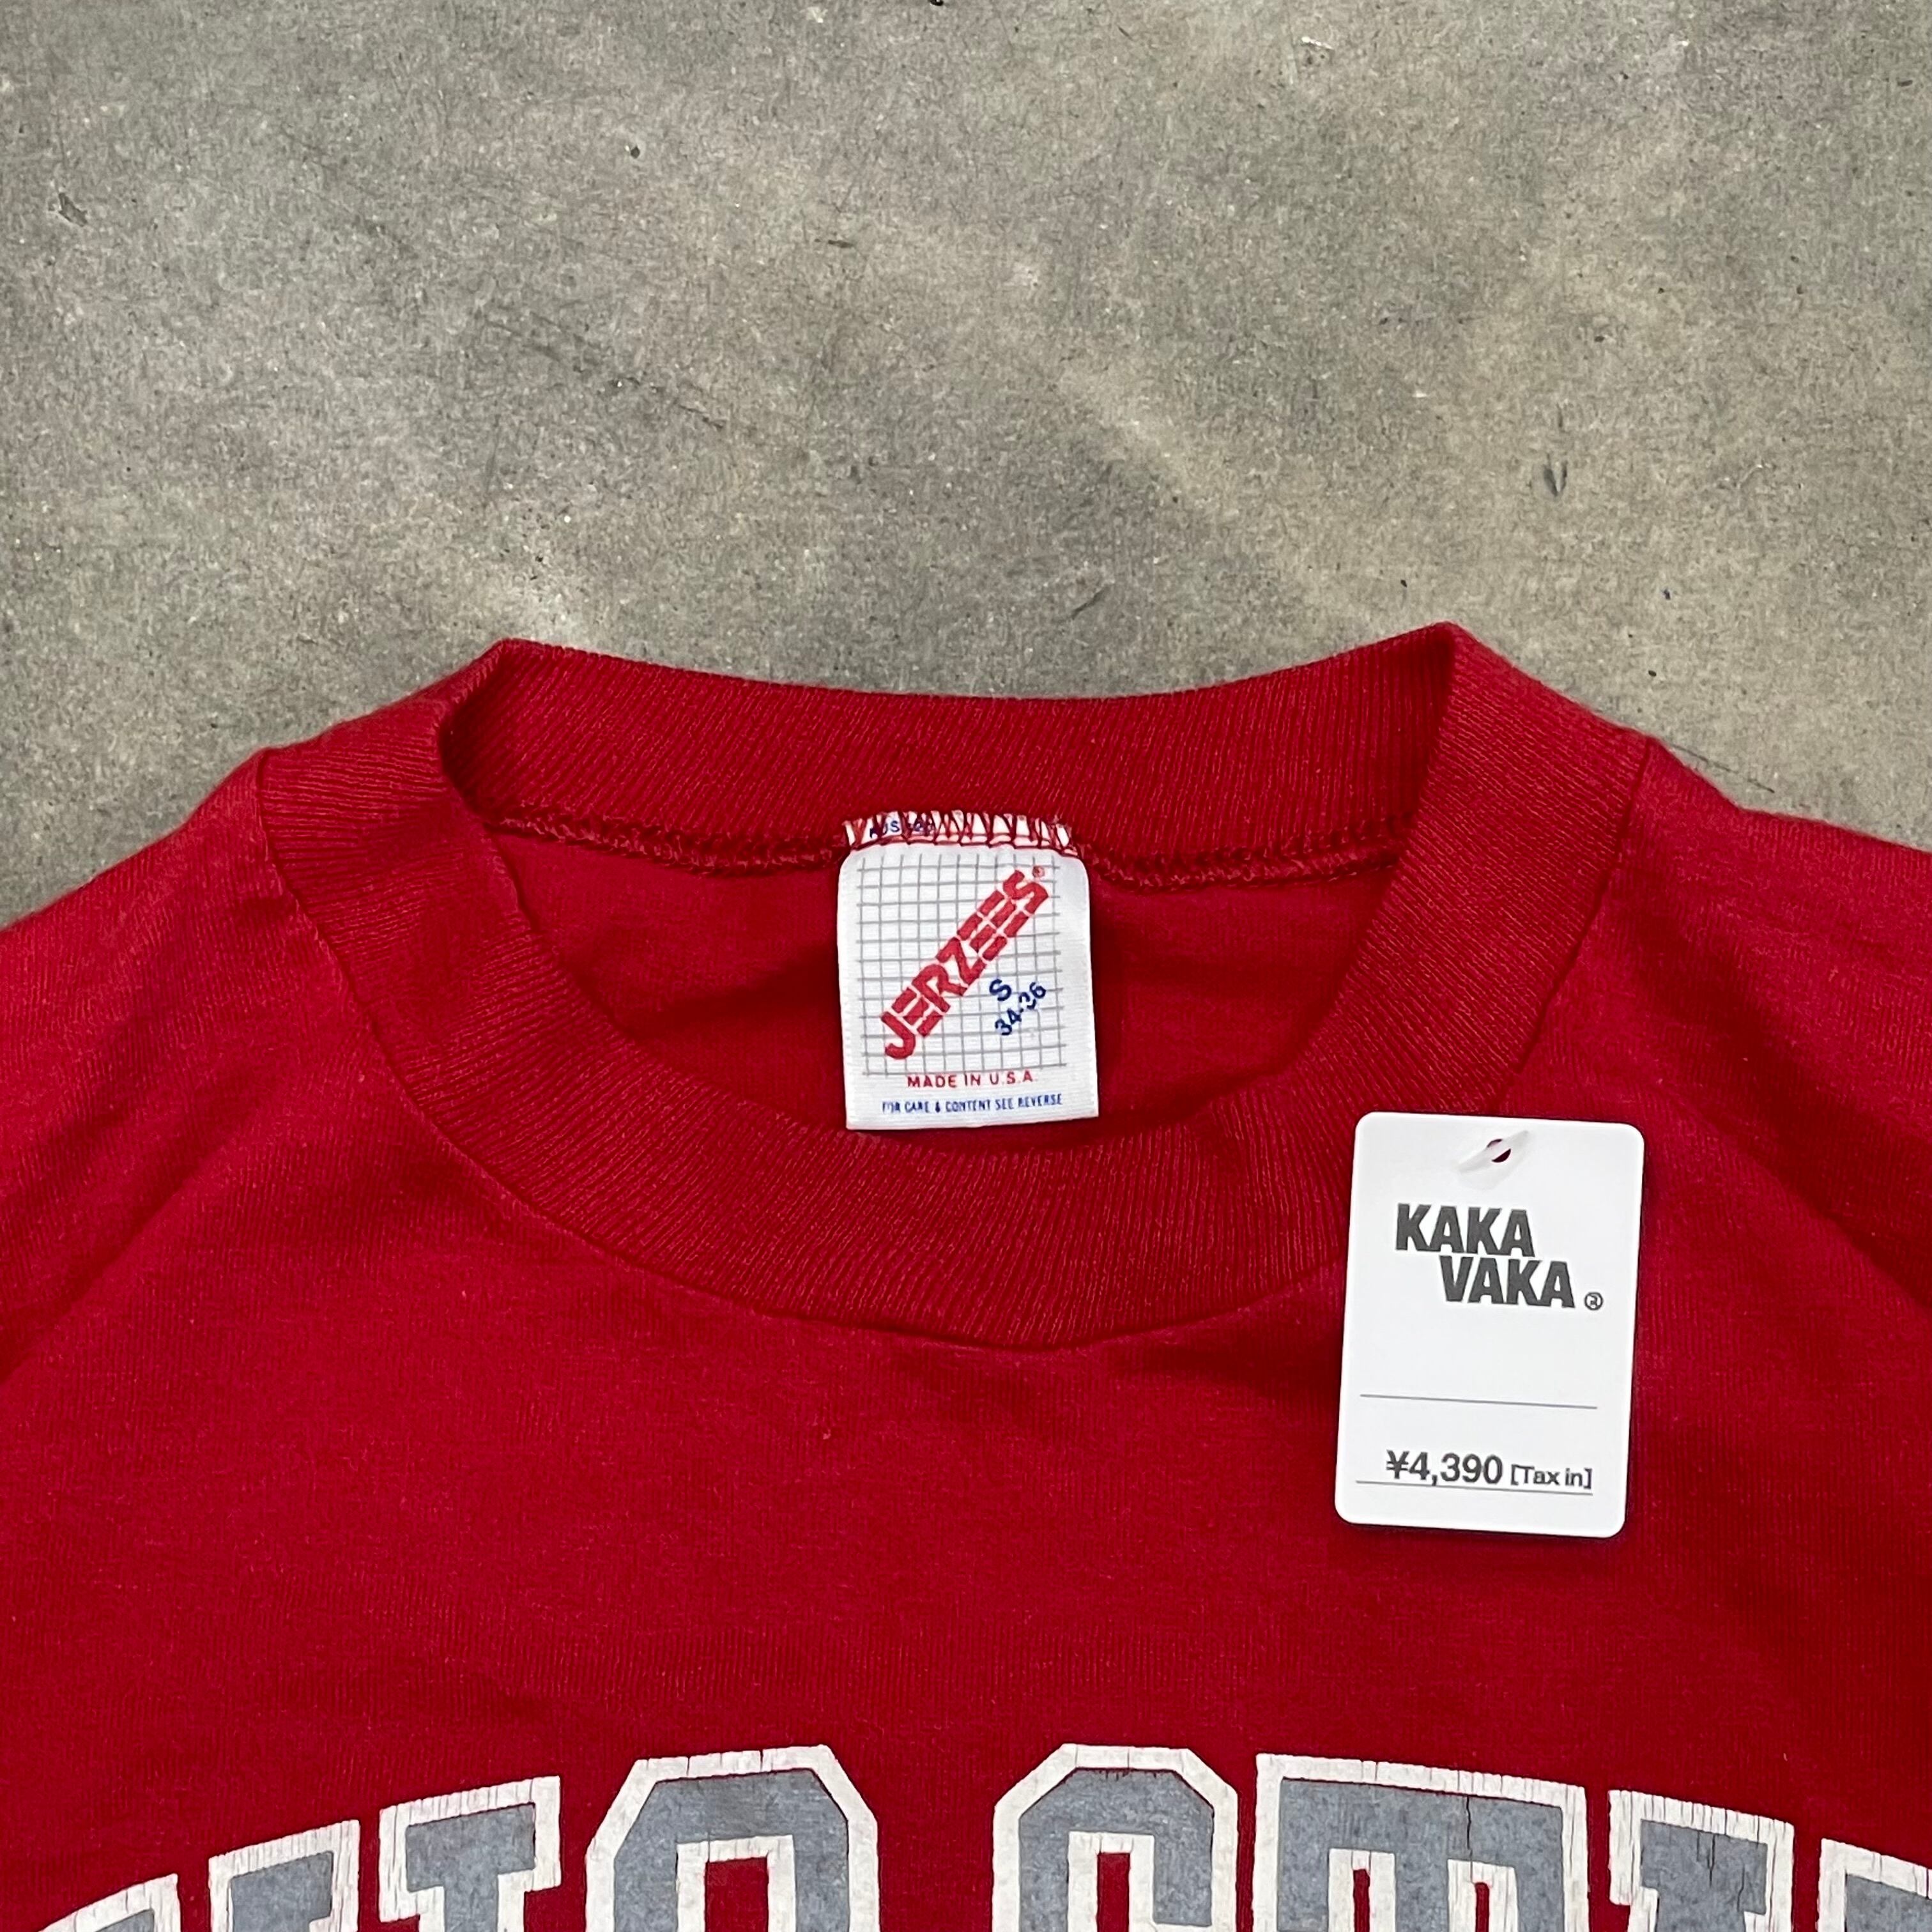 JERZEES®
S
34-36
MADE IN U.S.A.
FOR CARE & CONTENT SEE REVERSE
KAKA
VAKA®
¥4,390 [Tax in]